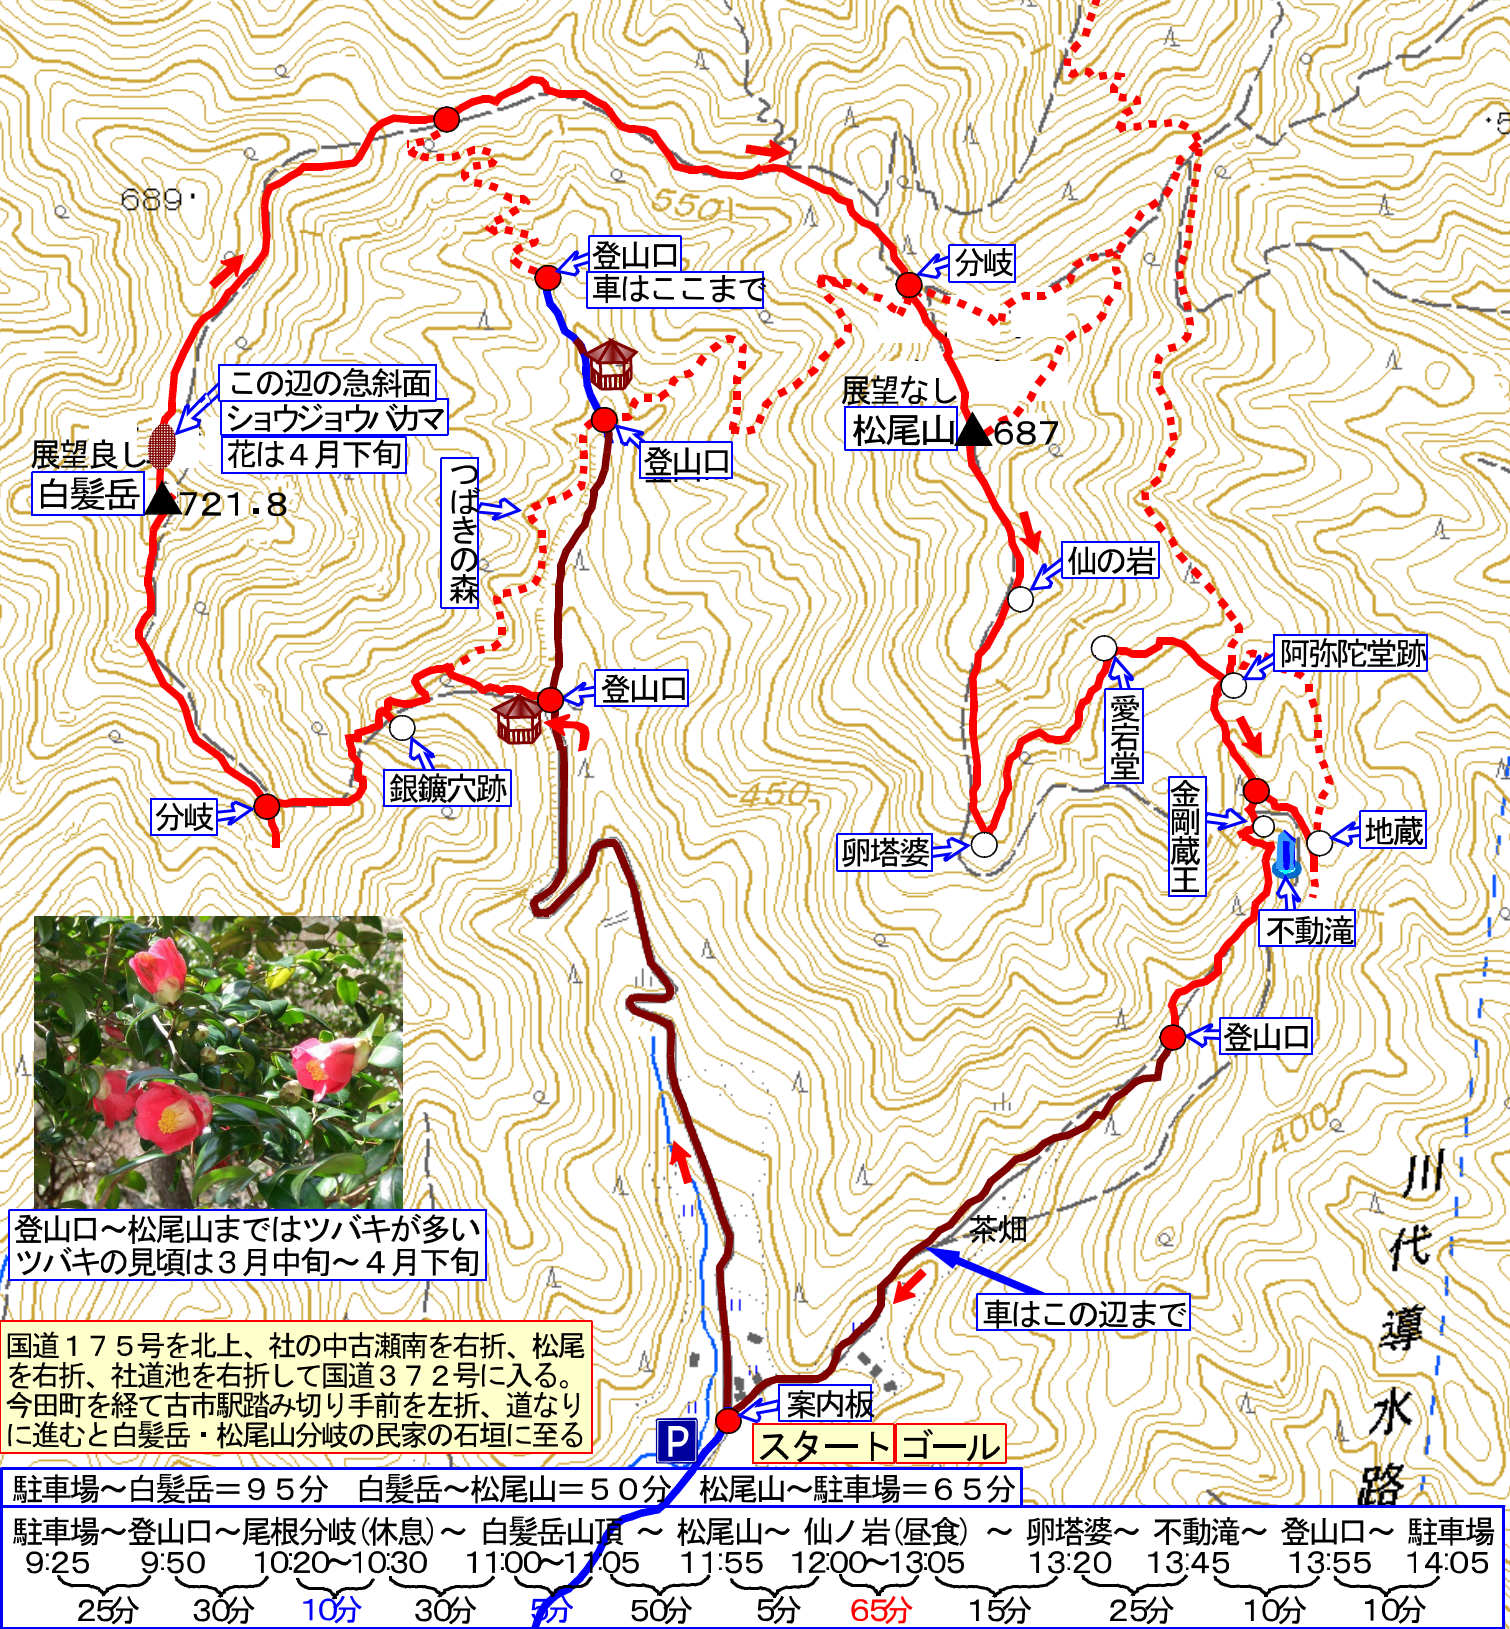 689
550
登山口
車はここまで
分岐
この辺の急斜面
ショウジョウバカマ
花は４月下旬
展望良し
白髪岳
721.8
展望なし
松尾山
687
登山口
つばきの森
仙の岩
登山口
阿弥陀堂跡
愛宕堂
銀鑛穴跡
分岐
450
卵塔婆
金剛蔵王
地蔵
不動滝
登山口
400
川代導水路
茶畑
車はこの辺まで
登山口～松尾山まではツバキが多い
ツバキの見頃は３月中旬～４月下旬
国道１７５号を北上、社の中古瀬南を右折、松尾
を右折、社道池を右折して国道３７２号に入る。
今田町を経て古市駅踏み切り手前を左折、道なり
に進むと白髪岳・松尾山分岐の民家の石垣に至る
案内板
P
スタート ゴール
駐車場～白髪岳＝９５分 白髪岳～松尾山＝５０分 松尾山～駐車場＝６５分
駐車場～登山口～尾根分岐(休息)～ 白髪岳山頂 ～ 松尾山～ 仙ノ岩(昼食) ～ 卵塔婆～ 不動滝～ 登山口～ 駐車場
9:25 9:50 10:20～10:30 11:00～11:05 11:55 12:00～13:05 13:20 13:45 13:55 14:05
25分 30分 10分 30分 5分 50分 5分 65分 15分 25分 10分 10分